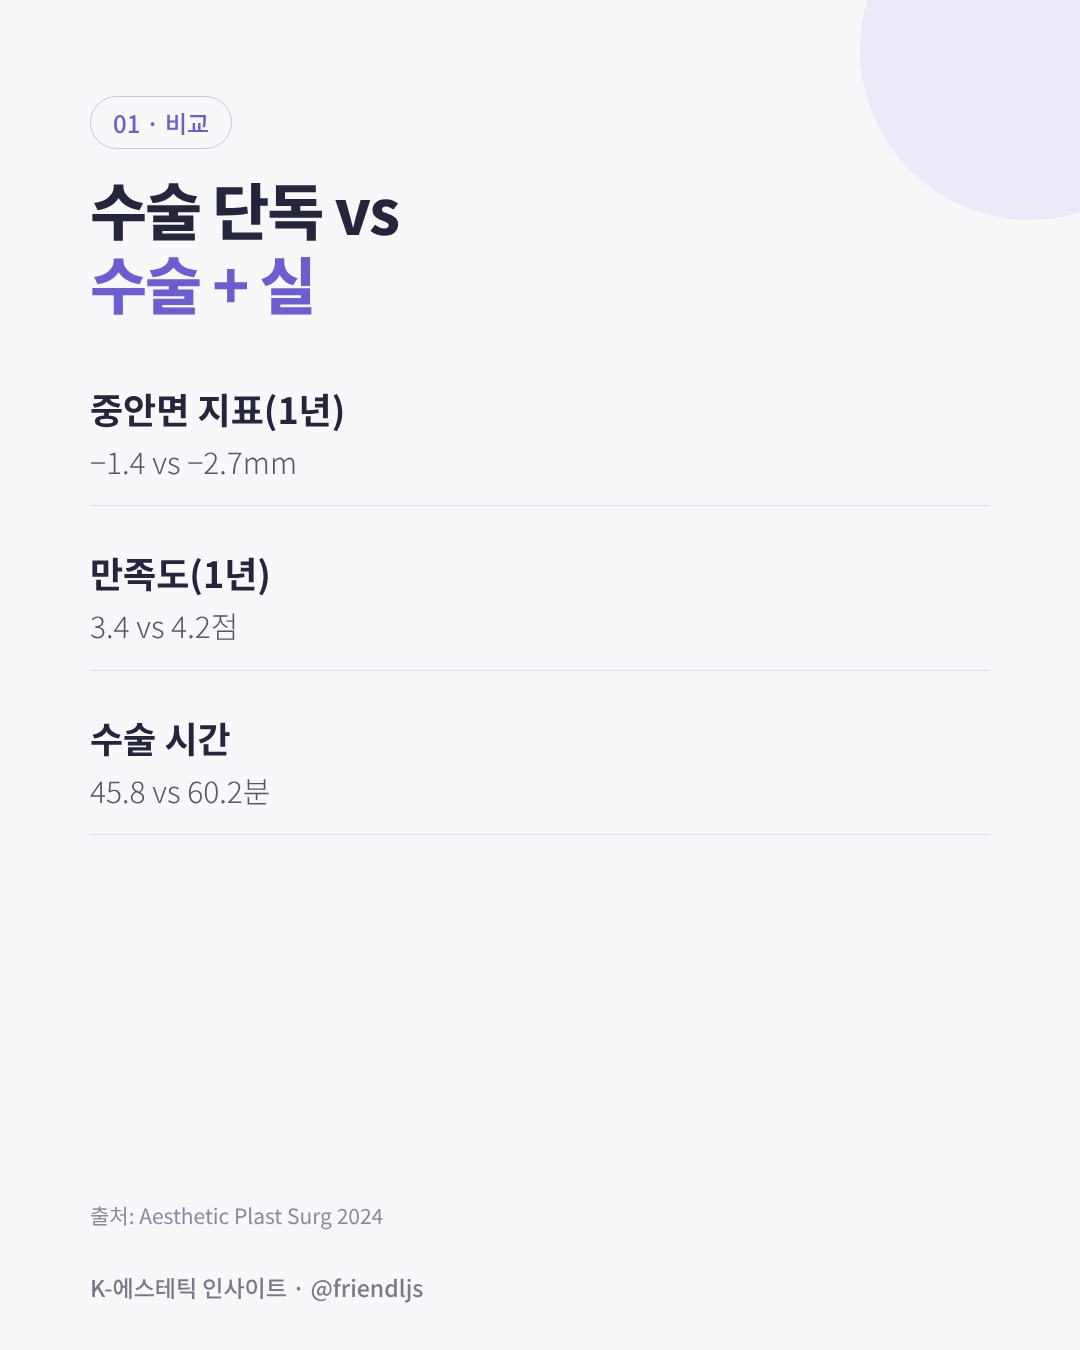 01 · 비교
수술 단독 vs
수술 + 실
중안면 지표(1년)
−1.4 vs −2.7mm
만족도(1년)
3.4 vs 4.2점
수술 시간
45.8 vs 60.2분
출처: Aesthetic Plast Surg 2024
K-에스테틱 인사이트 · @friendljs